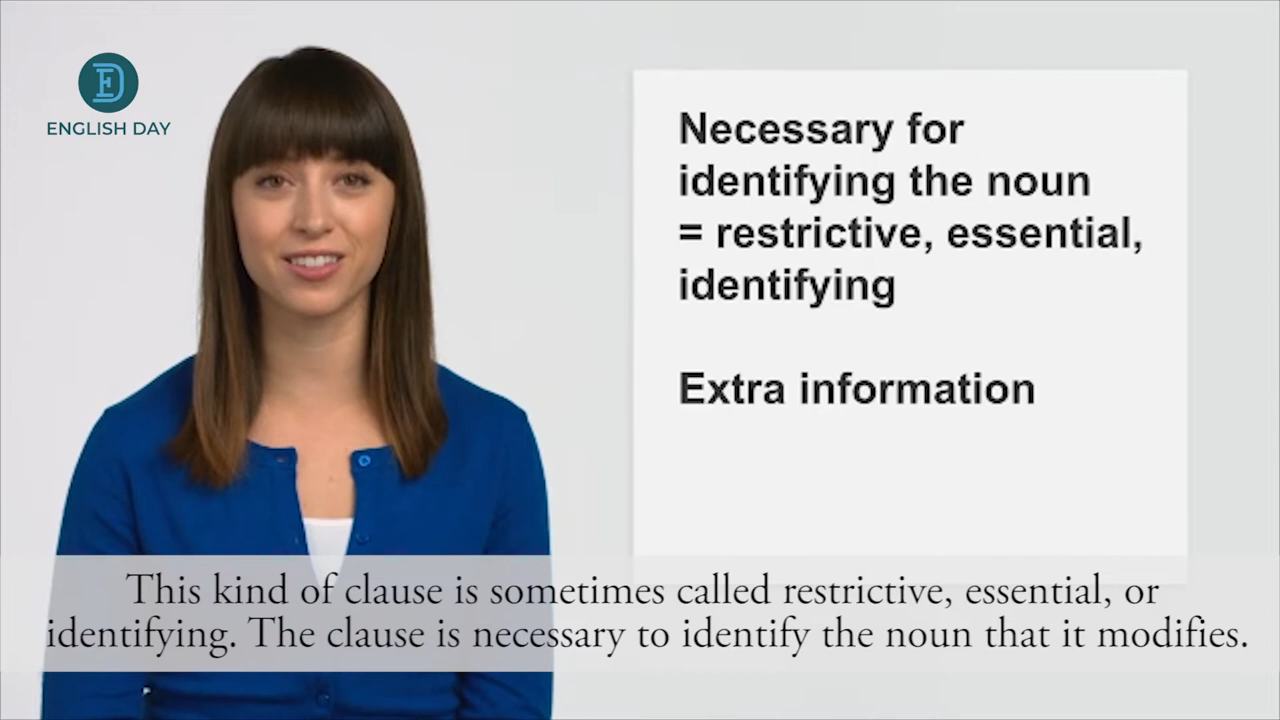 ENGLISH DAY
Necessary for
identifying the noun
= restrictive, essential,
identifying
Extra information
This kind of clause is sometimes called restrictive, essential, or
identifying. The clause is necessary to identify the noun that it modifies.